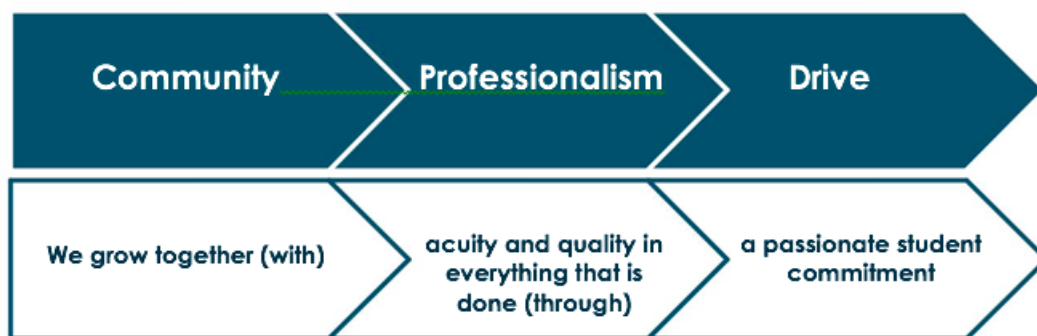 Community Professionalism Drive
We grow together (with)
acuity and quality in
everything that is
done (through)
a passionate student
commitment